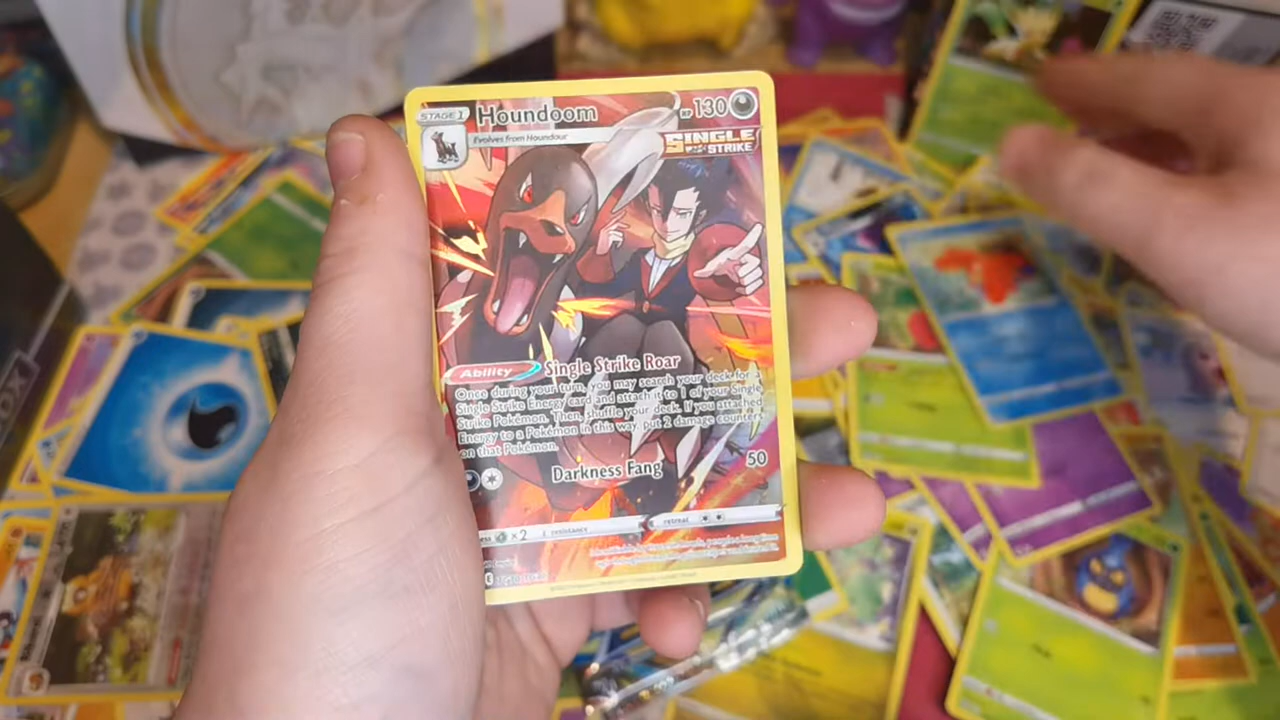 STAGE 1
Houndoom
HP 130
Evolves from Houndour
SINGLE
STRIKE
Ability
Single Strike Roar
Once during your turn, you may search your deck for a
Single Strike Energy card and attach it to 1 of your Single
Strike Pokémon. Then, shuffle your deck. If you attached
Energy to a Pokémon in this way, put 2 damage counters
on that Pokémon.
Darkness Fang
50
×2
resistance
retreat